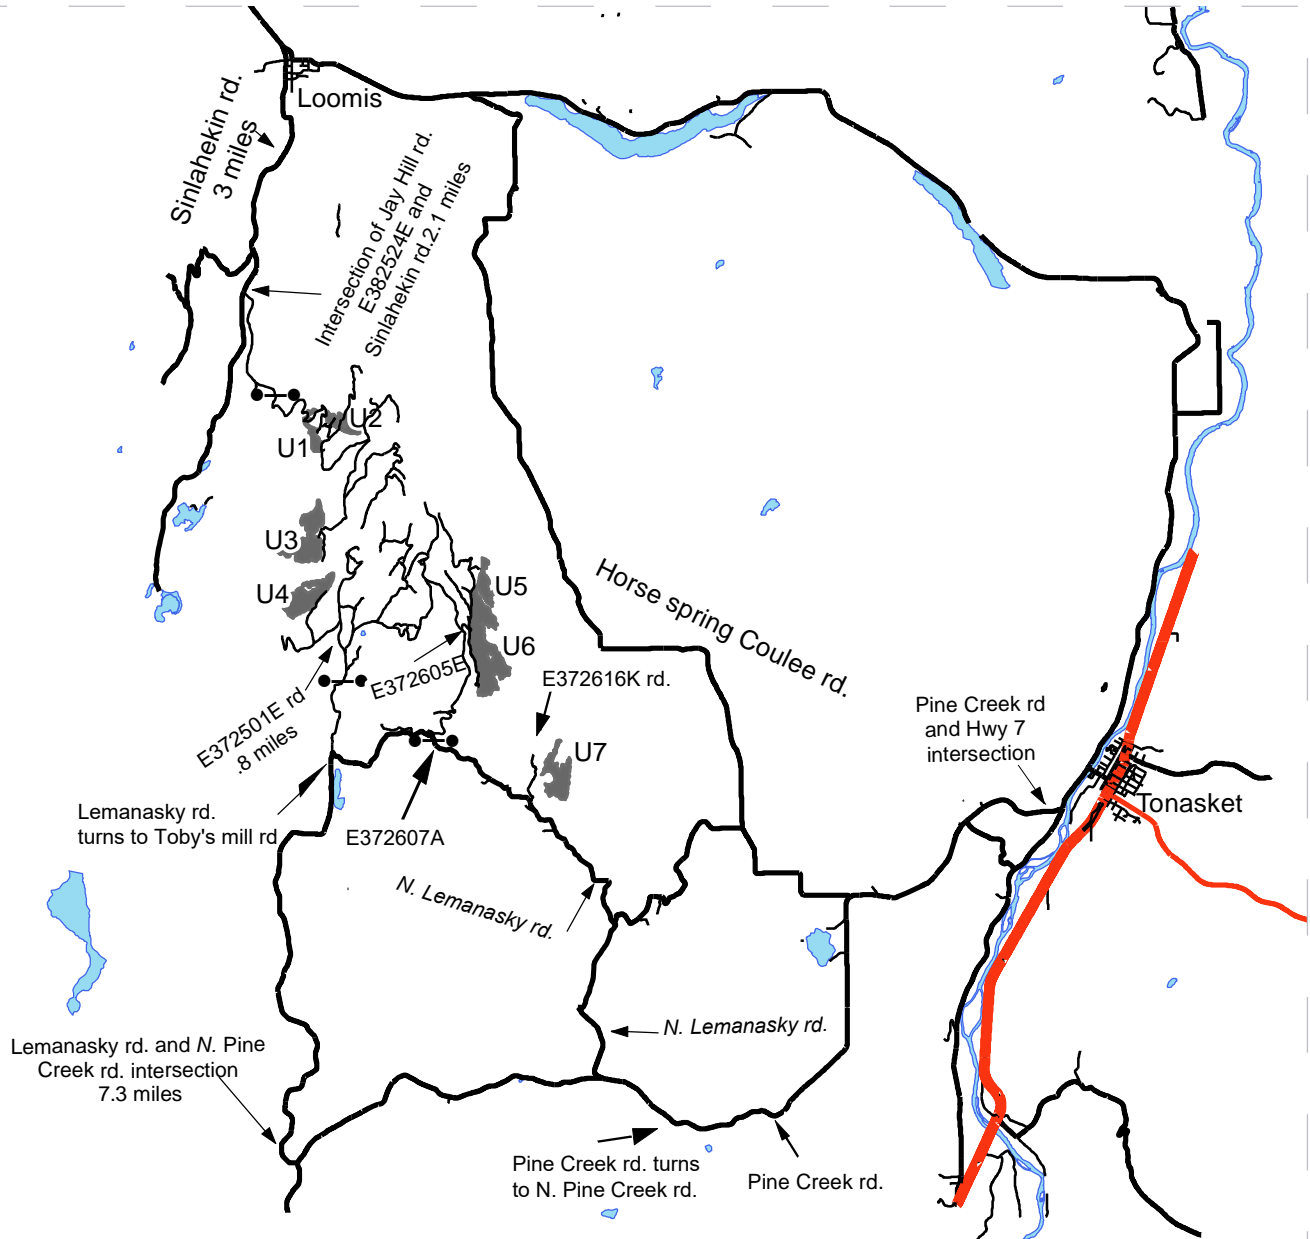 Loomis
Sinlahekin rd.
3 miles
Intersection of Jay Hill rd.
E382524E and
Sinlahekin rd.2.1 miles
U2
U1
U3
U4
U5
U6
Horse spring Coulee rd.
E372605E
E372616K rd.
E372501E rd
.8 miles
U7
Pine Creek rd
and Hwy 7
intersection
Tonasket
Lemanasky rd.
turns to Toby's mill rd
E372607A
N. Lemanasky rd.
N. Lemanasky rd.
Lemanasky rd. and N. Pine
Creek rd. intersection
7.3 miles
Pine Creek rd. turns
to N. Pine Creek rd.
Pine Creek rd.